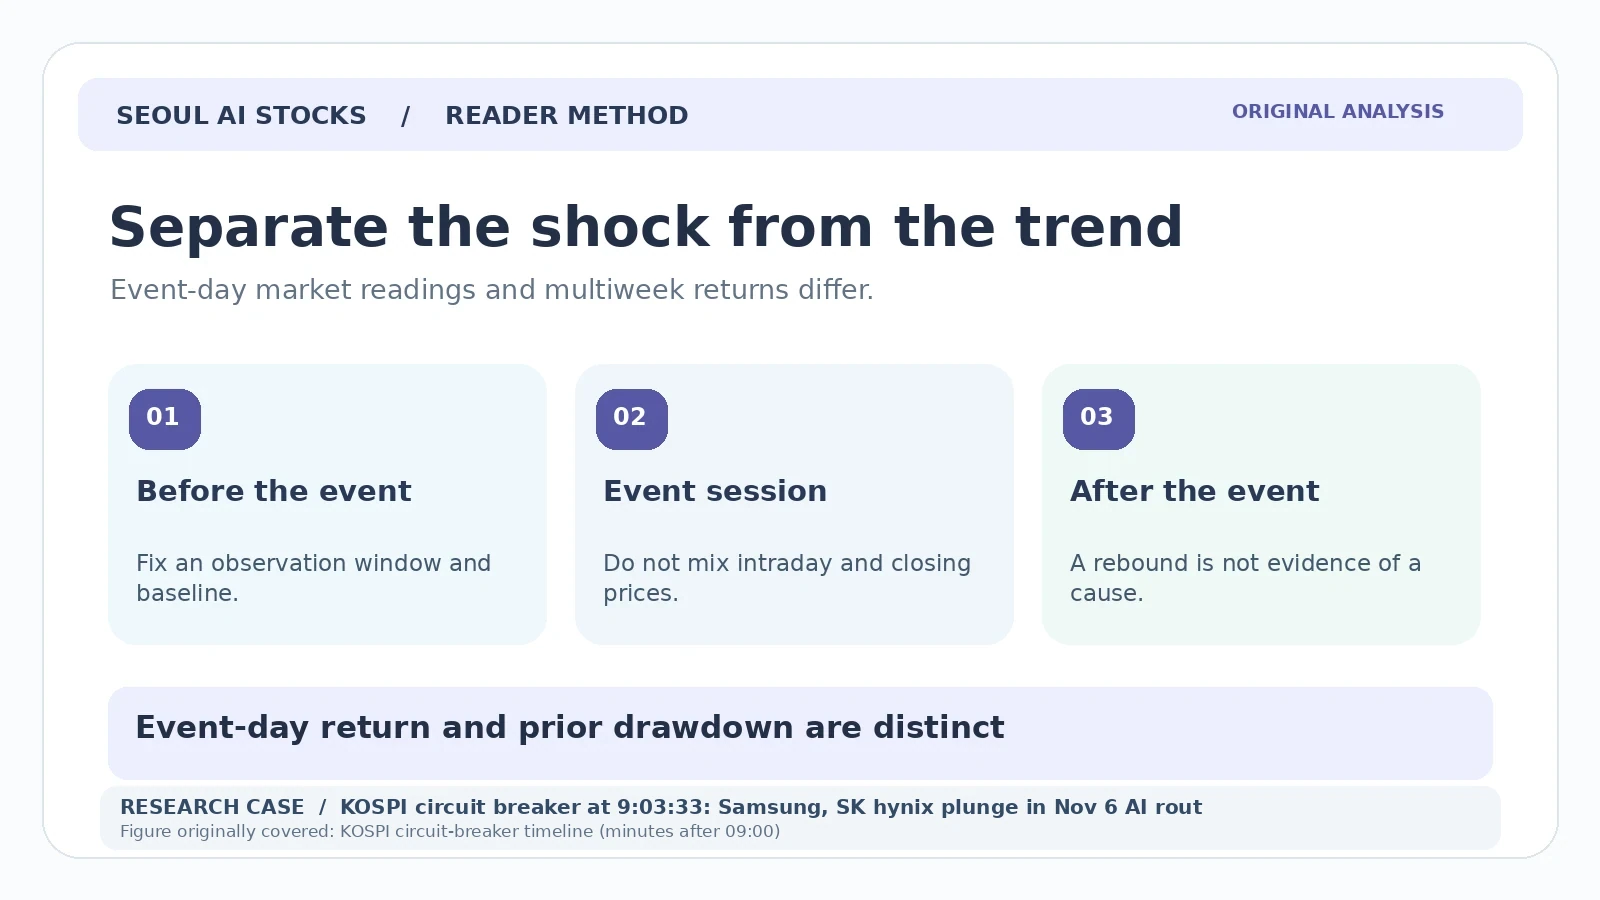 SEOUL AI STOCKS / READER METHOD
ORIGINAL ANALYSIS
Separate the shock from the trend
Event-day market readings and multiweek returns differ.
01
Before the event
Fix an observation window and
baseline.
02
Event session
Do not mix intraday and closing
prices.
03
After the event
A rebound is not evidence of a
cause.
Event-day return and prior drawdown are distinct
RESEARCH CASE / KOSPI circuit breaker at 9:03:33: Samsung, SK hynix plunge in Nov 6 AI rout
Figure originally covered: KOSPI circuit-breaker timeline (minutes after 09:00)